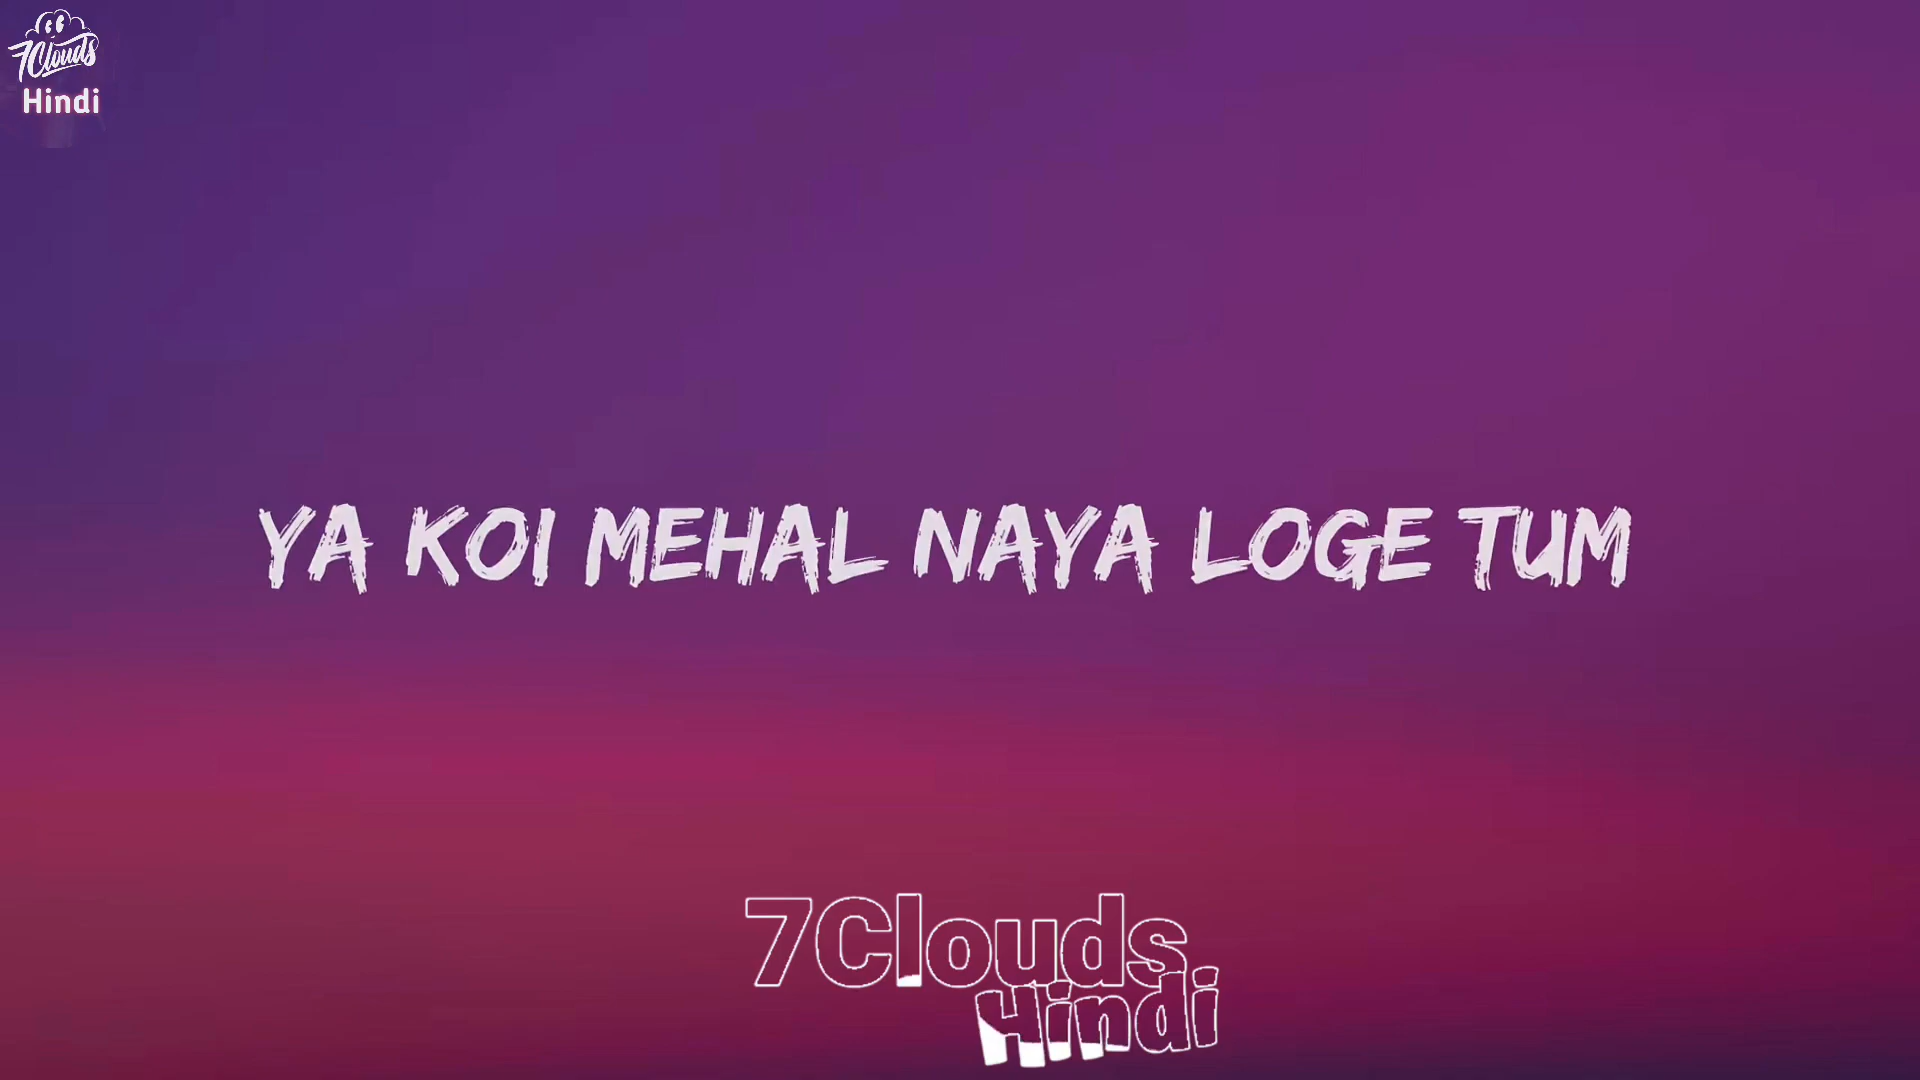 7Clouds
Hindi
YA KOI MEHAL NAYA LOGE TUM
7Clouds
Hindi